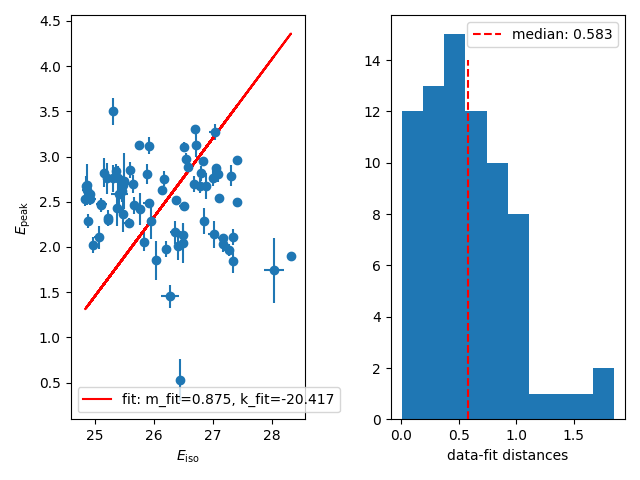 4.5
4.0
3.5
3.0
2.5
2.0
1.5
1.0
0.5
E_peak
25 26 27 28
E_iso
fit: m_fit=0.875, k_fit=-20.417
14
12
10
8
6
4
2
0
0.0 0.5 1.0 1.5
data-fit distances
median: 0.583